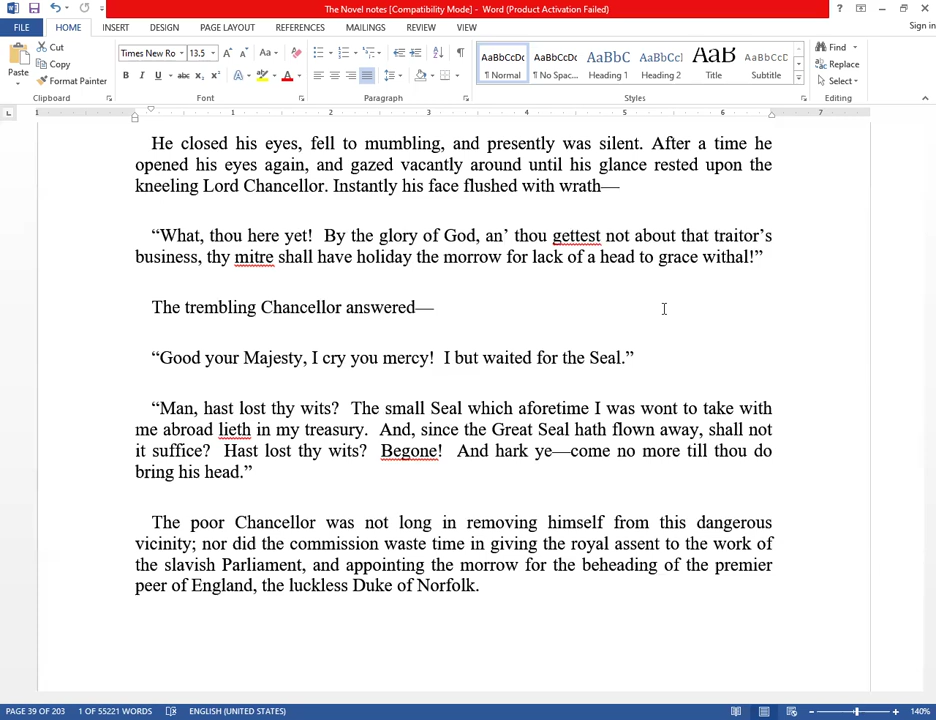 The Novel notes [Compatibility Mode] - Word (Product Activation Failed)
Sign in
FILE HOME INSERT DESIGN PAGE LAYOUT REFERENCES MAILINGS REVIEW VIEW
Paste
Cut
Copy
Format Painter
Clipboard
Times New Ro 13.5
Font
Paragraph
AaBbCcDc AaBbCcDc AaBbC AaBbCcl AaB AaBbCcD
¶ Normal ¶ No Spac... Heading 1 Heading 2 Title Subtitle
Styles
Find
Replace
Select
Editing
1 1 2 3 4 5 6 7
He closed his eyes, fell to mumbling, and presently was silent. After a time he
opened his eyes again, and gazed vacantly around until his glance rested upon the
kneeling Lord Chancellor. Instantly his face flushed with wrath—
“What, thou here yet!  By the glory of God, an’ thou gettest not about that traitor’s
business, thy mitre shall have holiday the morrow for lack of a head to grace withal!”
The trembling Chancellor answered—
“Good your Majesty, I cry you mercy!  I but waited for the Seal.”
“Man, hast lost thy wits?  The small Seal which aforetime I was wont to take with
me abroad lieth in my treasury.  And, since the Great Seal hath flown away, shall not
it suffice?  Hast lost thy wits?  Begone!  And hark ye—come no more till thou do
bring his head.”
The poor Chancellor was not long in removing himself from this dangerous
vicinity; nor did the commission waste time in giving the royal assent to the work of
the slavish Parliament, and appointing the morrow for the beheading of the premier
peer of England, the luckless Duke of Norfolk.
PAGE 39 OF 203 1 OF 55221 WORDS ENGLISH (UNITED STATES) 140%